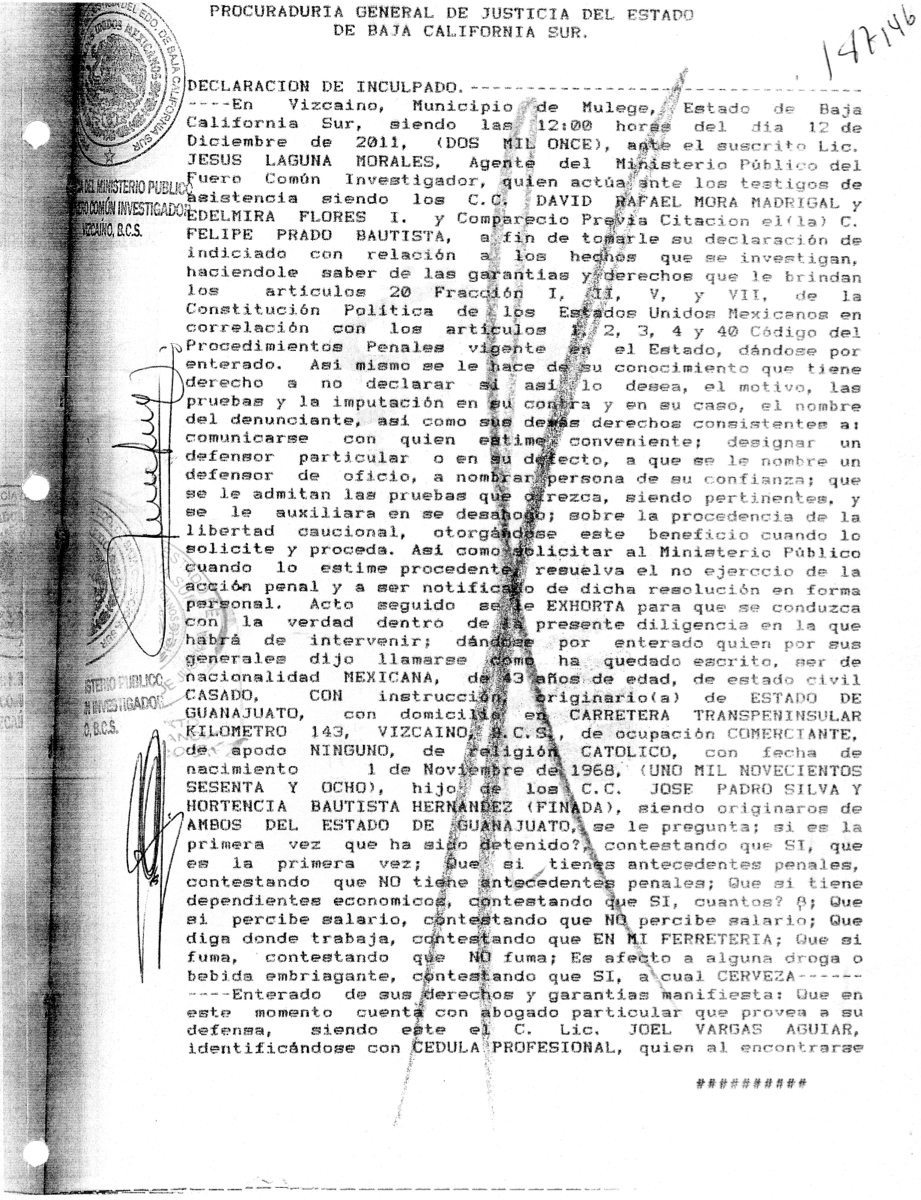 PROCURADURIA GENERAL DE JUSTICIA DEL ESTADO
DE BAJA CALIFORNIA SUR.
147146
DECLARACION DE INCULPADO.------------------------------------
----En Vizcaino, Municipio de Mulege, Estado de Baja
California Sur, siendo las 12:00 horas del dia 12 de
Diciembre de 2011, (DOS MIL ONCE), ante el suscrito Lic.
JESUS LAGUNA MORALES, Agente del Ministerio Público del
Fuero Común Investigador, quien actúa ante los testigos de
asistencia siendo los C.C. DAVID RAFAEL MORA MADRIGAL y
EDELMIRA FLORES I. y Comparecio Previa Citacion el(la) C.
FELIPE PRADO BAUTISTA, a fin de tomarle su declaración de
indiciado con relación a los hechos que se investigan,
haciendole saber de las garantias y derechos que le brindan
los articulos 20 Fracción I, II, V, y VII, de la
Constitución Política de los Estados Unidos Mexicanos en
correlación con los articulos 1, 2, 3, 4 y 40 Código del
Procedimientos Penales vigente en el Estado, dándose por
enterado. Asi mismo se le hace de su conocimiento que tiene
derecho a no declarar si asi lo desea, el motivo, las
pruebas y la imputación en su contra y en su caso, el nombre
del denunciante, así como sus demás derechos consistentes a:
comunicarse con quien estime conveniente; designar un
defensor particular o en su defecto, a que se le nombre un
defensor de oficio, a nombrar persona de su confianza; que
se le admitan las pruebas que ofrezca, siendo pertinentes, y
se le auxiliara en se desahogo; sobre la procedencia de la
libertad caucional, otorgándose este beneficio cuando lo
solicite y proceda. Asi como solicitar al Ministerio Público
cuando lo estime procedente, resuelva el no ejerccio de la
acción penal y a ser notificado de dicha resolución en forma
personal. Acto seguido se le EXHORTA para que se conduzca
con la verdad dentro de la presente diligencia en la que
habrá de intervenir; dándose por enterado quien por sus
generales dijo llamarse como ha quedado escrito, ser de
nacionalidad MEXICANA, de 43 años de edad, de estado civil
CASADO, CON instrucción, originario(a) de ESTADO DE
GUANAJUATO, con domicilio en CARRETERA TRANSPENINSULAR
KILOMETRO 143, VIZCAINO, B.C.S., de ocupación COMERCIANTE,
de apodo NINGUNO, de religión CATOLICO, con fecha de
nacimiento 1 de Noviembre de 1968, (UNO MIL NOVECIENTOS
SESENTA Y OCHO), hijo de los C.C. JOSE PADRO SILVA Y
HORTENCIA BAUTISTA HERNANDEZ (FINADA), siendo originaros de
AMBOS DEL ESTADO DE GUANAJUATO, se le pregunta; si es la
primera vez que ha sido detenido?, contestando que SI, que
es la primera vez; Que si tienes antecedentes penales,
contestando que NO tiene antecedentes penales; Que si tiene
dependientes economicos, contestando que SI, cuantos? 8; Que
si percibe salario, contestando que NO percibe salario; Que
diga donde trabaja, contestando que EN MI FERRETERIA; Que si
fuma, contestando que NO fuma; Es afecto a alguna droga o
bebida embriagante, contestando que SI, a cual CERVEZA------
----Enterado de sus derechos y garantias manifiesta: Que en
este momento cuenta con abogado particular que provea a su
defensa, siendo este el C. Lic. JOEL VARGAS AGUIAR,
identificándose con CEDULA PROFESIONAL, quien al encontrarse
##########
DEL MINISTERIO PUBLICO
COMÚN INVESTIGADOR
VIZCAINO, B.C.S.
MINISTERIO PUBLICO
INVESTIGADOR
B.C.S.